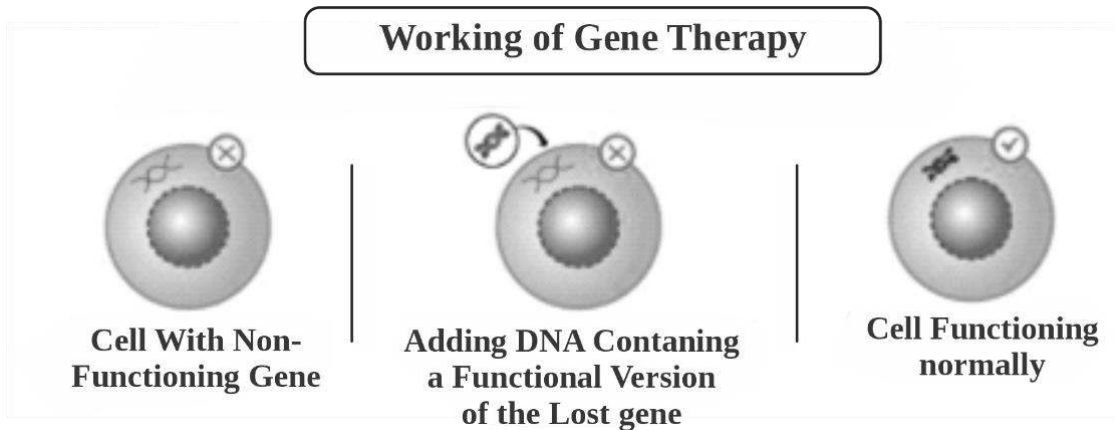 Working of Gene Therapy
Cell With Non-
Functioning Gene
Adding DNA Contaning
a Functional Version
of the Lost gene
Cell Functioning
normally